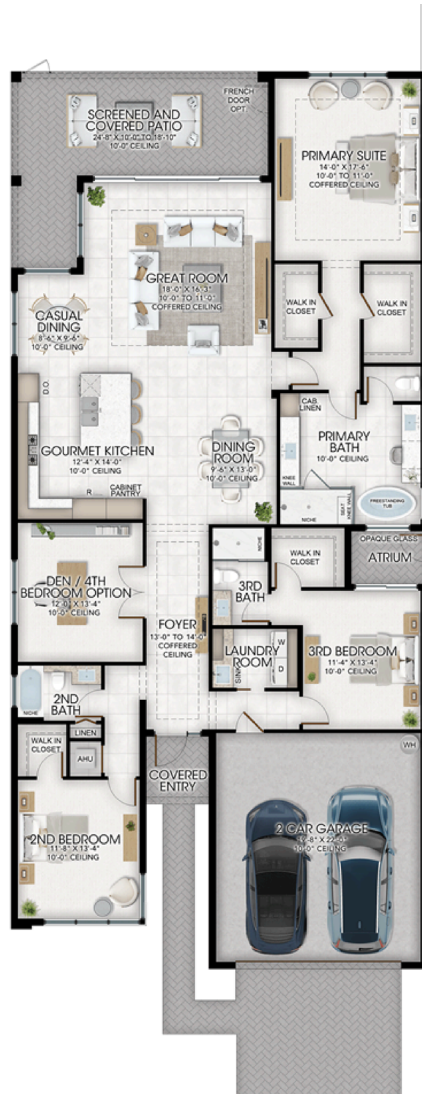 FRENCH
DOOR
OPT.
SCREENED AND
COVERED PATIO
24'-8" X 10'-0" TO 18'-10"
10'-0" CEILING
PRIMARY SUITE
14'-0" X 17'-6"
10'-0" TO 11'-0"
COFFERED CEILING
GREAT ROOM
18'-0" X 16'-3"
10'-0" TO 11'-0"
COFFERED CEILING
WALK IN
CLOSET
WALK IN
CLOSET
CASUAL
DINING
8'-6" X 9'-6"
10'-0" CEILING
D.O.
GOURMET KITCHEN
12'-4" X 14'-0"
10'-0" CEILING
R
CABINET
PANTRY
DINING
ROOM
9'-6" X 13'-0"
10'-0" CEILING
CAB.
LINEN
PRIMARY
BATH
10'-0" CEILING
KNEE
WALL
NICHE
SEAT
KNEE WALL
FREESTANDING
TUB
OPAQUE GLASS
ATRIUM
NICHE
WALK IN
CLOSET
3RD
BATH
DEN / 4TH
BEDROOM OPTION
12'-0" X 13'-4"
10'-0" CEILING
FOYER
13'-0" TO 14'-0"
COFFERED
CEILING
LAUNDRY
ROOM
W
D
SINK
3RD BEDROOM
11'-4" X 13'-4"
10'-0" CEILING
2ND
BATH
NICHE
LINEN
WALK IN
CLOSET
AHU
COVERED
ENTRY
WH
2ND BEDROOM
11'-8" X 13'-4"
10'-0" CEILING
2 CAR GARAGE
10'-0" CEILING